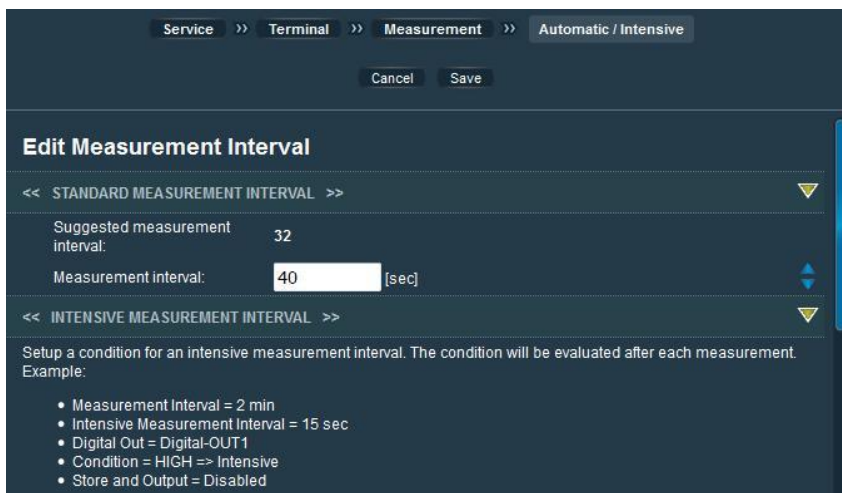 Service >> Terminal >> Measurement >> Automatic / Intensive
Cancel Save
Edit Measurement Interval
<< STANDARD MEASUREMENT INTERVAL >>
Suggested measurement
interval: 32
Measurement interval: 40 [sec]
<< INTENSIVE MEASUREMENT INTERVAL >>
Setup a condition for an intensive measurement interval. The condition will be evaluated after each measurement.
Example:
• Measurement Interval = 2 min
• Intensive Measurement Interval = 15 sec
• Digital Out = Digital-OUT1
• Condition = HIGH => Intensive
• Store and Output = Disabled